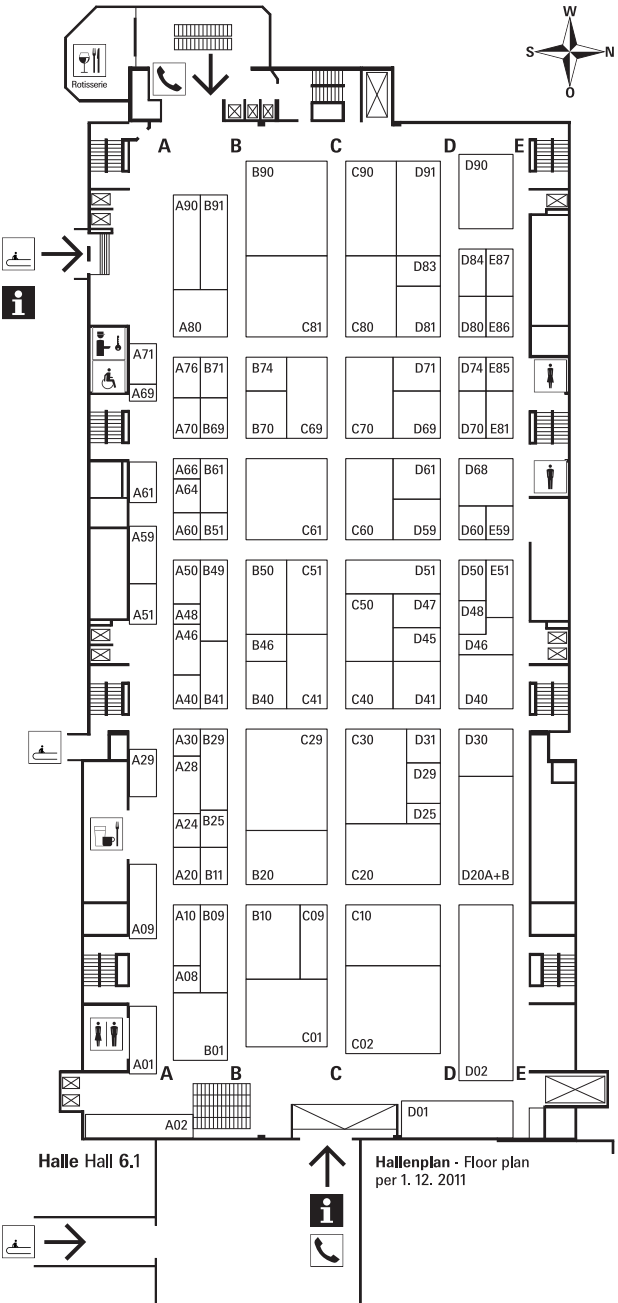 W
S N
O
Rotisserie
A B C D E
B90 C90 D91 D90
A90 B91
D84 E87
D83
A80 C81 C80 D81 D80 E86
A71 A76 B71 B74 D71 D74 E85
A69
A70 B69 B70 C69 C70 D69 D70 E81
A66 B61 D61 D68
A64
A61
A60 B51 C61 C60 D59 D60 E59
A59
A50 B49 B50 C51 D51 D50 E51
C50 D47
A51 A48 D48
A46 B46 D45 D46
A40 B41 B40 C41 C40 D41 D40
A30 B29 C29 C30 D31 D30
A29
A28 D29
A24 B25 D25
A20 B11 B20 C20 D20A+B
A10 B09 B10 C09 C10
A09
A08
C01
B01 C02
A01 D02
A B C D E
D01
A02
Halle Hall 6.1
Hallenplan - Floor plan
per 1. 12. 2011
i
i